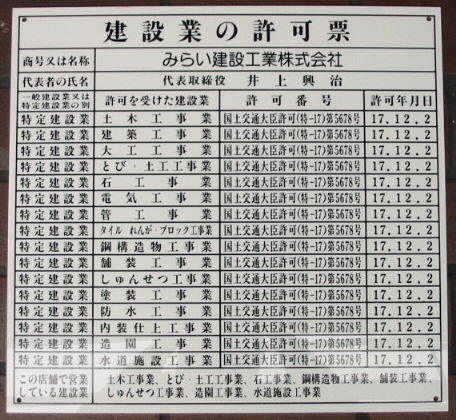 建設業の許可票
商号又は名称 みらい建設工業株式会社
代表者の氏名 代表取締役 井上興治
一般建設業又は特定建設業の別 許可を受けた建設業 許可番号 許可年月日
特定建設業 土木工事業 国土交通大臣許可(特-17)第5678号 17.12.2
特定建設業 建築工事業 国土交通大臣許可(特-17)第5678号 17.12.2
特定建設業 大工工事業 国土交通大臣許可(特-17)第5678号 17.12.2
特定建設業 とび・土工工事業 国土交通大臣許可(特-17)第5678号 17.12.2
特定建設業 石工事業 国土交通大臣許可(特-17)第5678号 17.12.2
特定建設業 電気工事業 国土交通大臣許可(特-17)第5678号 17.12.2
特定建設業 管工事業 国土交通大臣許可(特-17)第5678号 17.12.2
特定建設業 タイル れんが・ブロック工事業 国土交通大臣許可(特-17)第5678号 17.12.2
特定建設業 鋼構造物工事業 国土交通大臣許可(特-17)第5678号 17.12.2
特定建設業 舗装工事業 国土交通大臣許可(特-17)第5678号 17.12.2
特定建設業 しゅんせつ工事業 国土交通大臣許可(特-17)第5678号 17.12.2
特定建設業 塗装工事業 国土交通大臣許可(特-17)第5678号 17.12.2
特定建設業 防水工事業 国土交通大臣許可(特-17)第5678号 17.12.2
特定建設業 内装仕上工事業 国土交通大臣許可(特-17)第5678号 17.12.2
特定建設業 造園工事業 国土交通大臣許可(特-17)第5678号 17.12.2
特定建設業 水道施設工事業 国土交通大臣許可(特-17)第5678号 17.12.2
この店舗で営業している建設業 土木工事業、とび・土工工事業、石工事業、鋼構造物工事業、舗装工事業、
しゅんせつ工事業、造園工事業、水道施設工事業